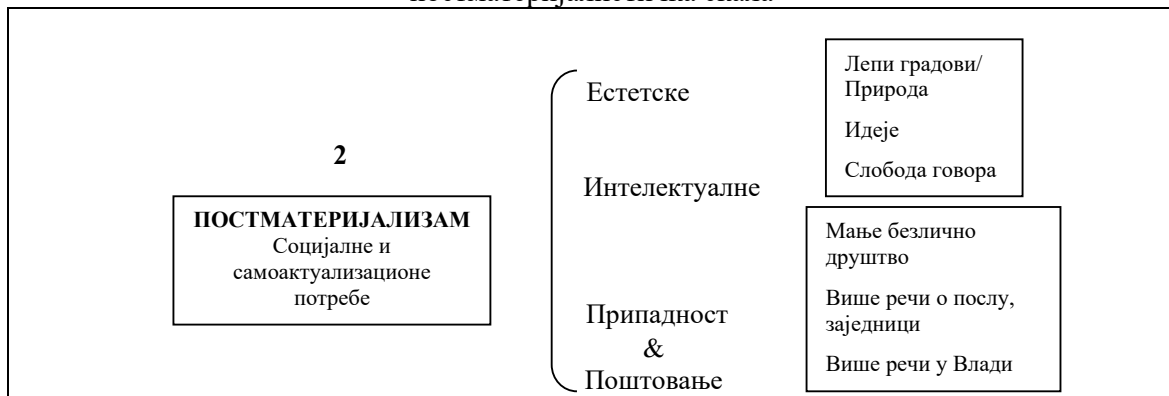 2
ПОСТМАТЕРИЈАЛИЗАМ
Социјалне и
самоактуализационе
потребе
Естетске
Интелектуалне
Припадност
&
Поштовање
Лепи градови/
Природа
Идеје
Слобода говора
Мање безлично
друштво
Више речи о послу,
заједници
Више речи у Влади